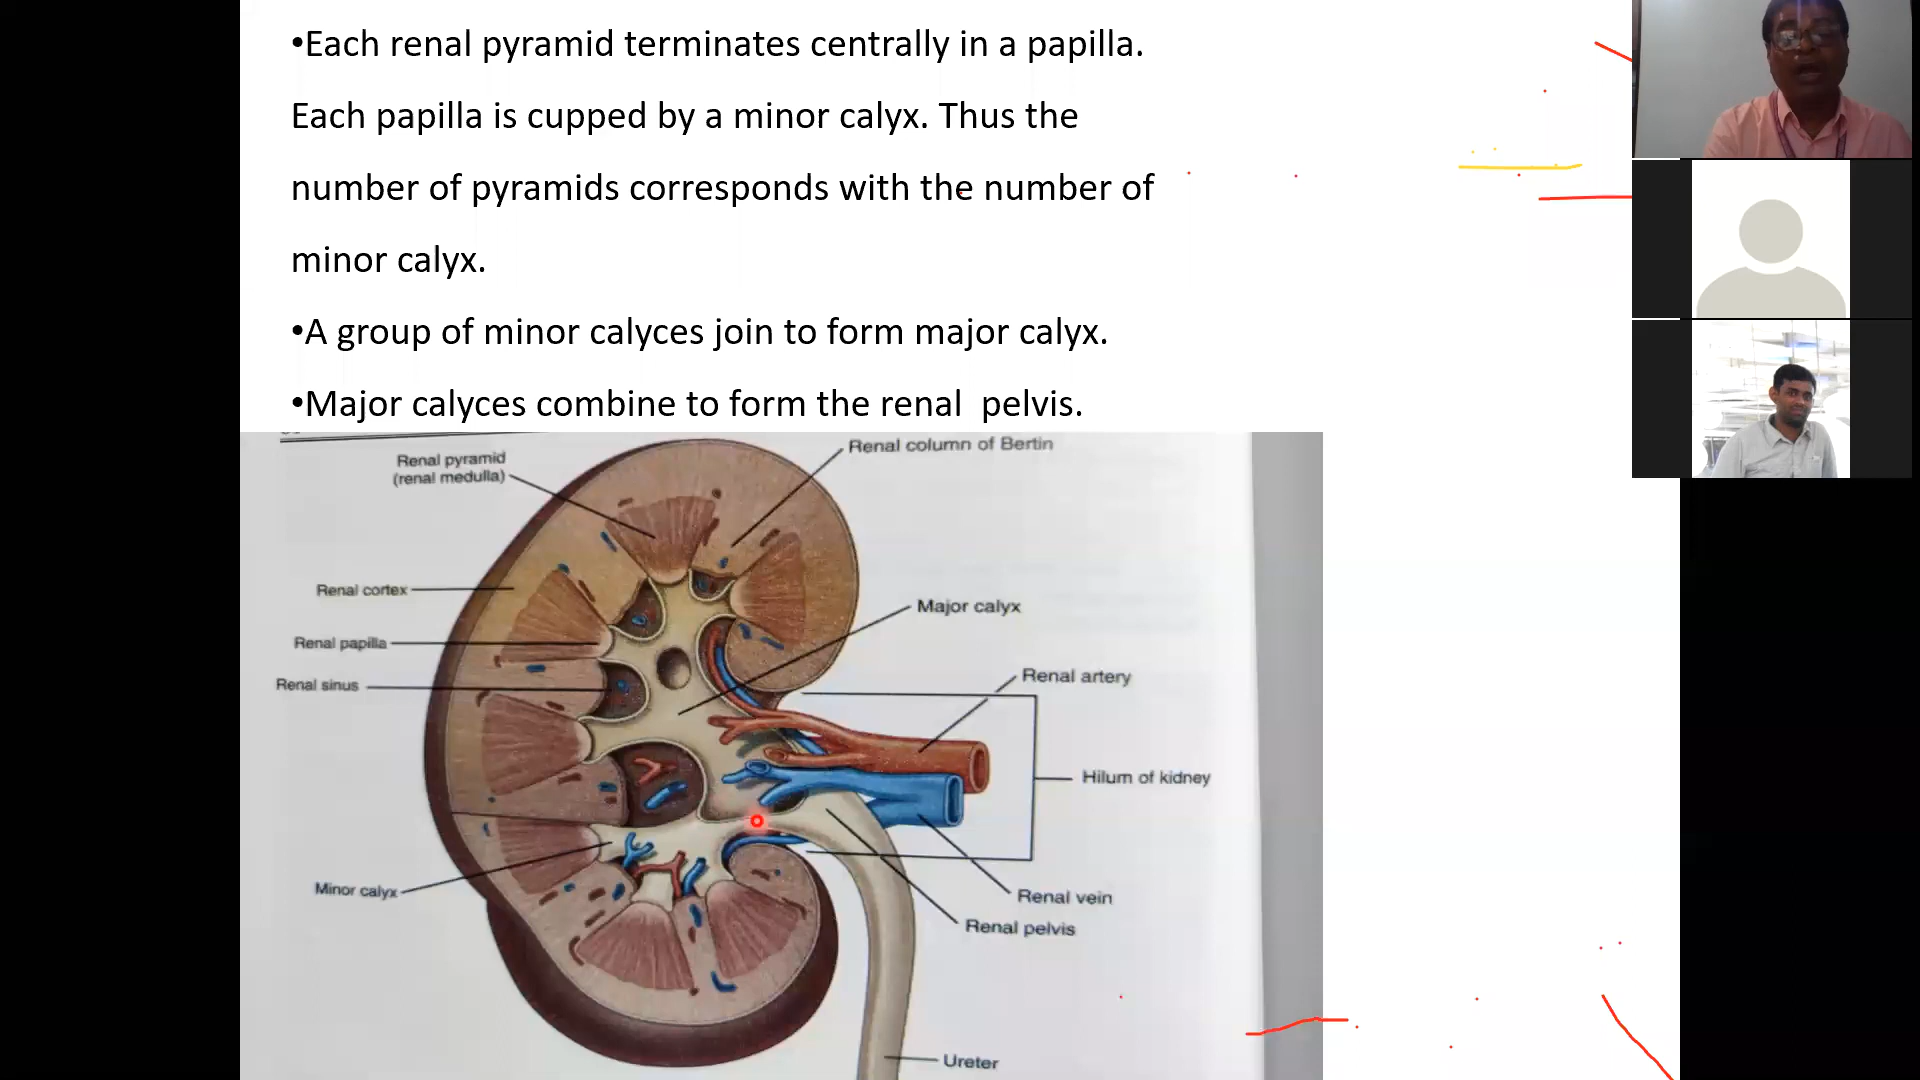 •Each renal pyramid terminates centrally in a papilla.
Each papilla is cupped by a minor calyx. Thus the
number of pyramids corresponds with the number of
minor calyx.
•A group of minor calyces join to form major calyx.
•Major calyces combine to form the renal  pelvis.
Renal column of Bertin
Renal pyramid
(renal medulla)
Renal cortex
Major calyx
Renal papilla
Renal artery
Renal sinus
Hilum of kidney
Minor calyx
Renal vein
Renal pelvis
Ureter